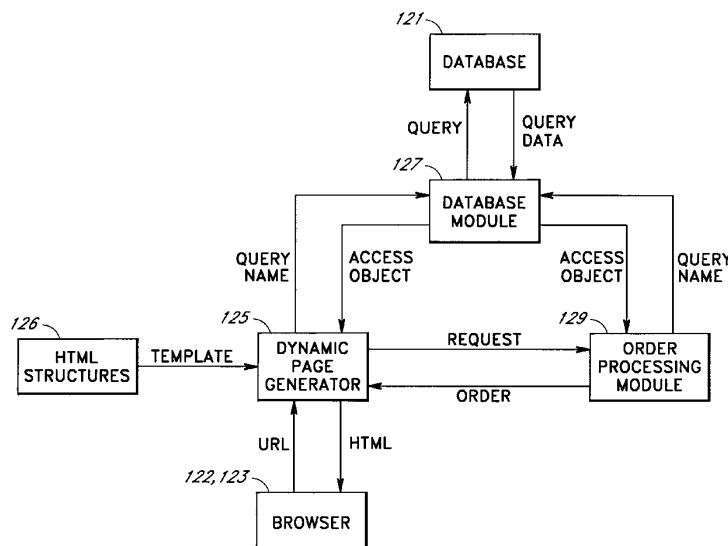 121
DATABASE
QUERY
QUERY
DATA
127
DATABASE
MODULE
QUERY
NAME
ACCESS
OBJECT
ACCESS
OBJECT
QUERY
NAME
126
HTML
STRUCTURES
TEMPLATE
125
DYNAMIC
PAGE
GENERATOR
REQUEST
ORDER
129
ORDER
PROCESSING
MODULE
URL
HTML
122, 123
BROWSER